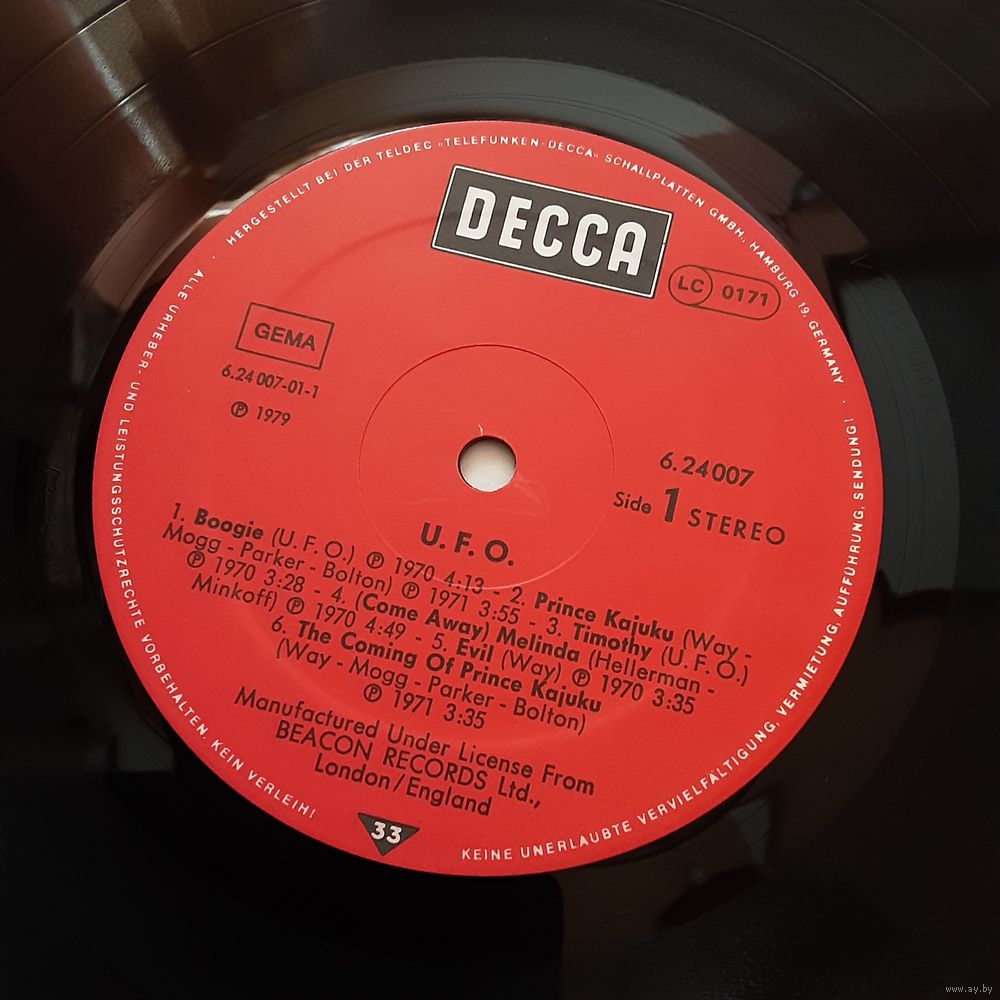 HERGESTELLT BEI DER TELDEC »TELEFUNKEN-DECCA« SCHALLPLATTEN GMBH., HAMBURG 19, GERMANY ·
DECCA
LC 0171
GEMA
6.24 007-01-1
℗ 1979
6.24007
Side 1 STEREO
U. F. O.
1. Boogie (U. F. O.) ℗ 1970 4:13 - 2. Prince Kajuku (Way -
Mogg - Parker - Bolton) ℗ 1971 3:55 - 3. Timothy (U. F. O.)
℗ 1970 3:28 - 4. (Come Away) Melinda (Hellerman -
Minkoff) ℗ 1970 4:49 - 5. Evil (Way) ℗ 1970 3:35
6. The Coming Of Prince Kajuku
(Way - Mogg - Parker - Bolton)
℗ 1971 3:35
Manufactured Under License From
BEACON RECORDS Ltd.,
London/England
33
· ALLE URHEBER- UND LEISTUNGSSCHUTZRECHTE VORBEHALTEN. KEIN VERLEIH!
KEINE UNERLAUBTE VERVIELFÄLTIGUNG, VERMIETUNG, AUFFÜHRUNG, SENDUNG! ·
www.ay.by